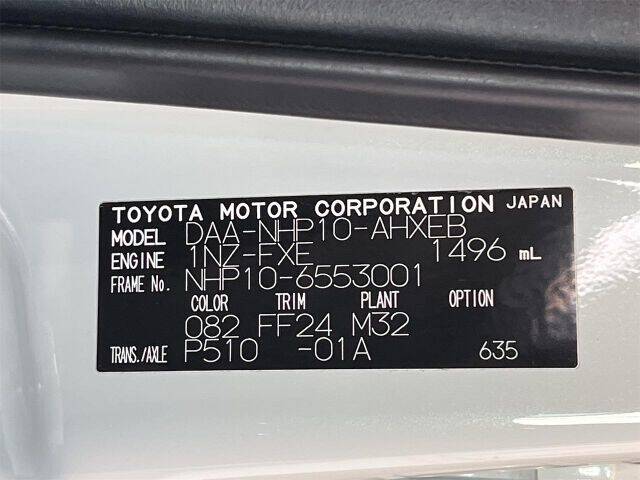 TOYOTA MOTOR CORPORATION JAPAN
MODEL DAA-NHP10-AHXEB
ENGINE 1NZ-FXE 1496 mL
FRAME No. NHP10-6553001
COLOR TRIM PLANT OPTION
082 FF24 M32
TRANS./AXLE P510 -01A 635